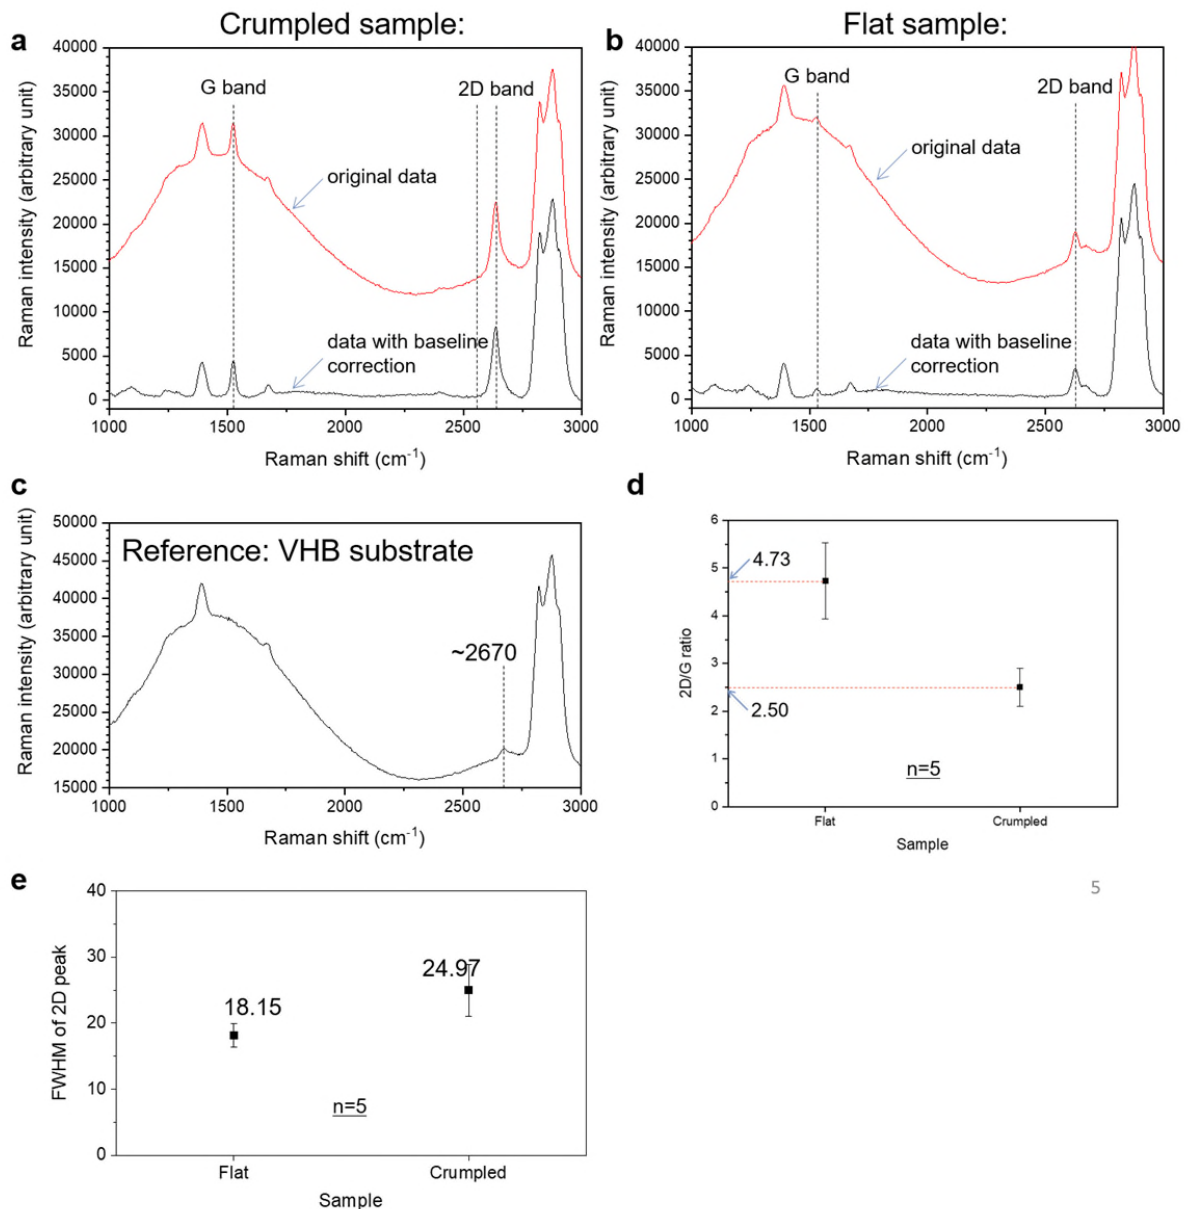 Crumpled sample:
a
Raman intensity (arbitrary unit)
40000
35000
30000
25000
20000
15000
10000
5000
0
G band
2D band
original data
data with baseline
correction
1000
1500
2000
2500
3000
Raman shift (cm⁻¹)
Flat sample:
b
Raman intensity (arbitrary unit)
40000
35000
30000
25000
20000
15000
10000
5000
0
G band
2D band
original data
data with baseline
correction
1000
1500
2000
2500
3000
Raman shift (cm⁻¹)
c
Raman intensity (arbitrary unit)
50000
45000
40000
35000
30000
25000
20000
15000
Reference: VHB substrate
~2670
1000
1500
2000
2500
3000
Raman shift (cm⁻¹)
d
2D/G ratio
6
5
4
3
2
1
0
4.73
2.50
n=5
Flat
Crumpled
Sample
5
e
FWHM of 2D peak
40
30
20
10
0
18.15
24.97
n=5
Flat
Crumpled
Sample